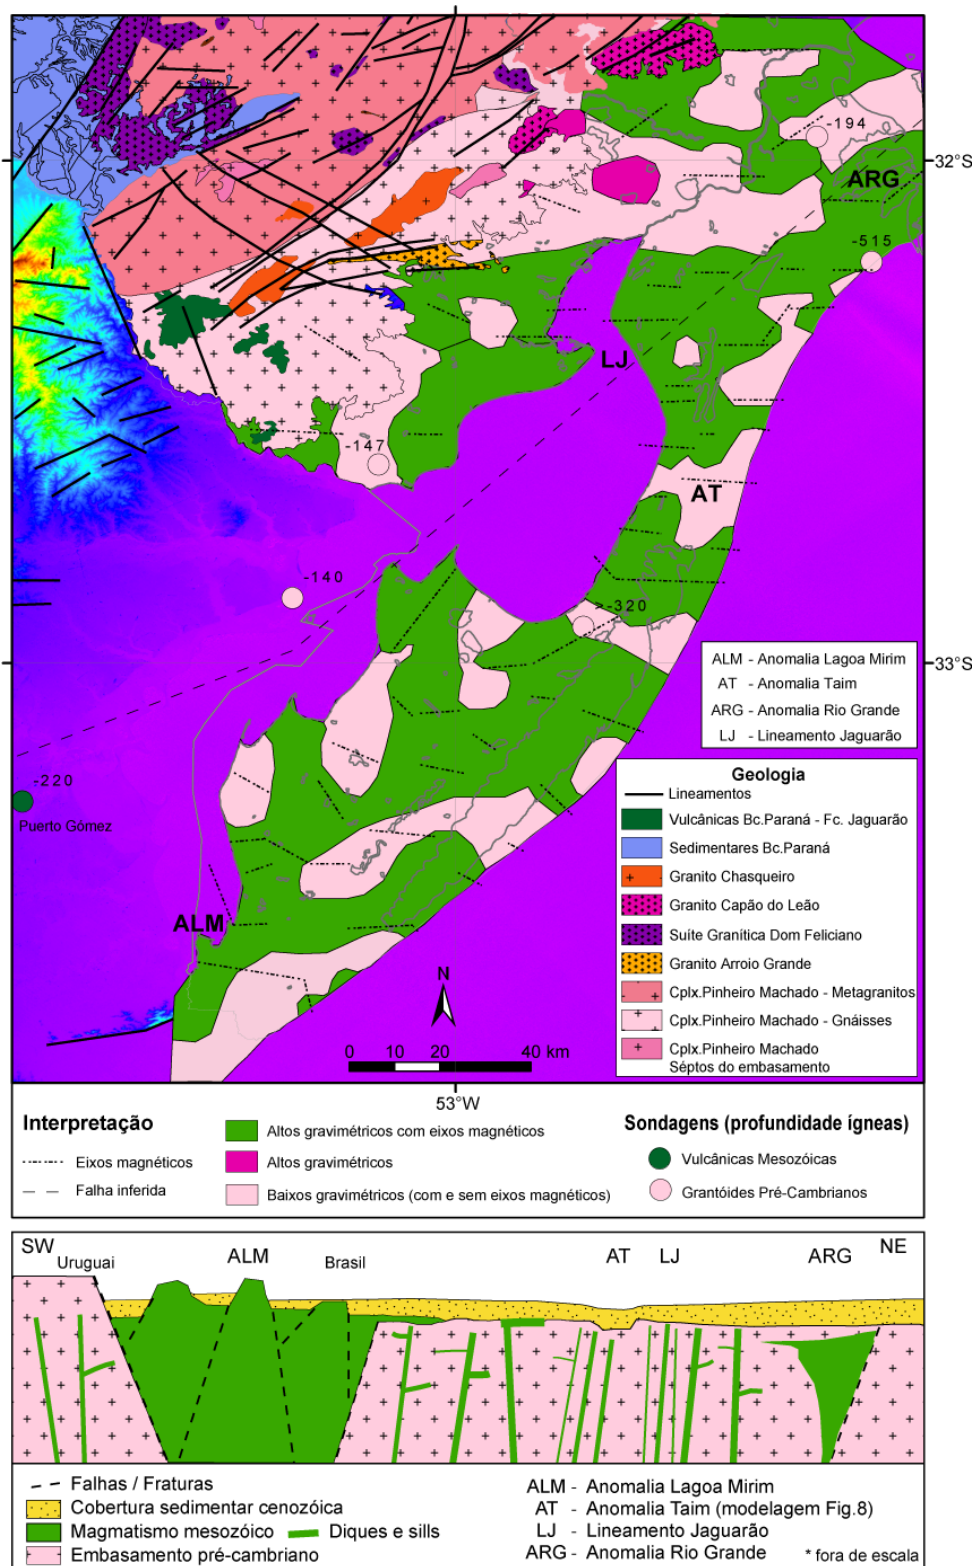 -194
32°S
ARG
-515
LJ
-147
AT
-140
>-320
33°S
ALM - Anomalia Lagoa Mirim
AT - Anomalia Taim
ARG - Anomalia Rio Grande
LJ - Lineamento Jaguarão
-220
Puerto Gómez
ALM
N
0 10 20 40 km
Geologia
Lineamentos
Vulcânicas Bc.Paraná - Fc. Jaguarão
Sedimentares Bc.Paraná
Granito Chasqueiro
Granito Capão do Leão
Suíte Granítica Dom Feliciano
Granito Arroio Grande
Cplx.Pinheiro Machado - Metagranitos
Cplx.Pinheiro Machado - Gnáisses
Cplx.Pinheiro Machado
Séptos do embasamento
53°W
Interpretação
Eixos magnéticos
Falha inferida
Altos gravimétricos com eixos magnéticos
Altos gravimétricos
Baixos gravimétricos (com e sem eixos magnéticos)
Sondagens (profundidade ígneas)
Vulcânicas Mesozóicas
Grantóides Pré-Cambrianos
SW
Uruguai
ALM
Brasil
AT
LJ
ARG
NE
Falhas / Fraturas
Cobertura sedimentar cenozóica
Magmatismo mesozóico
Diques e sills
Embasamento pré-cambriano
ALM - Anomalia Lagoa Mirim
AT - Anomalia Taim (modelagem Fig.8)
LJ - Lineamento Jaguarão
ARG - Anomalia Rio Grande
* fora de escala